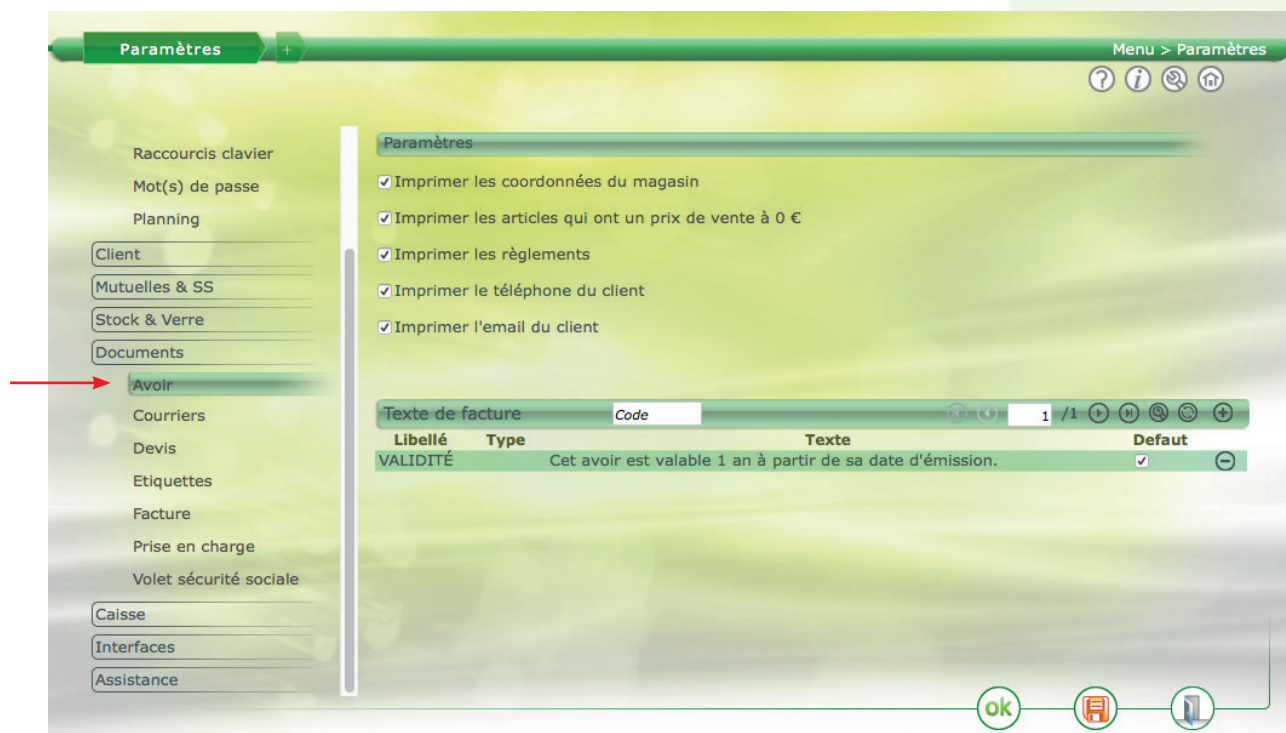 Paramètres +
Menu > Paramètres
? i
Raccourcis clavier
Mot(s) de passe
Planning
Client
Mutuelles & SS
Stock & Verre
Documents
Avoir
Courriers
Devis
Etiquettes
Facture
Prise en charge
Volet sécurité sociale
Caisse
Interfaces
Assistance
Paramètres
Imprimer les coordonnées du magasin
Imprimer les articles qui ont un prix de vente à 0 €
Imprimer les règlements
Imprimer le téléphone du client
Imprimer l'email du client
Texte de facture Code 1 /1
Libellé Type Texte Defaut
VALIDITÉ Cet avoir est valable 1 an à partir de sa date d'émission.
ok